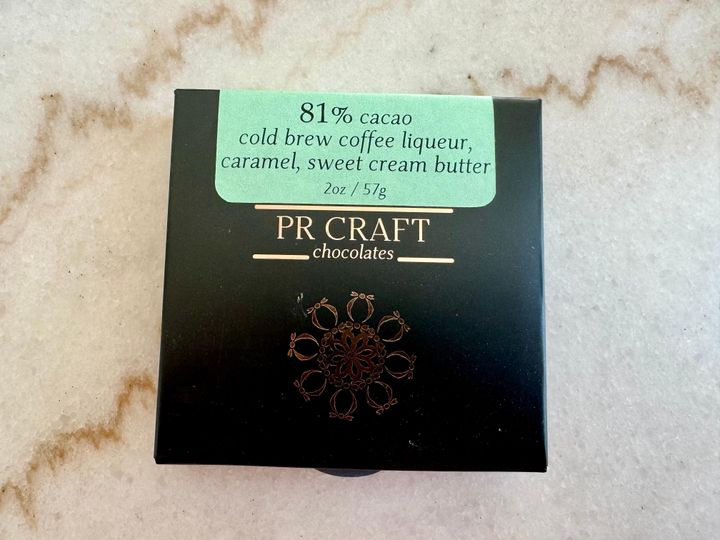 81% cacao
cold brew coffee liqueur,
caramel, sweet cream butter
2oz / 57g
PR CRAFT
chocolates